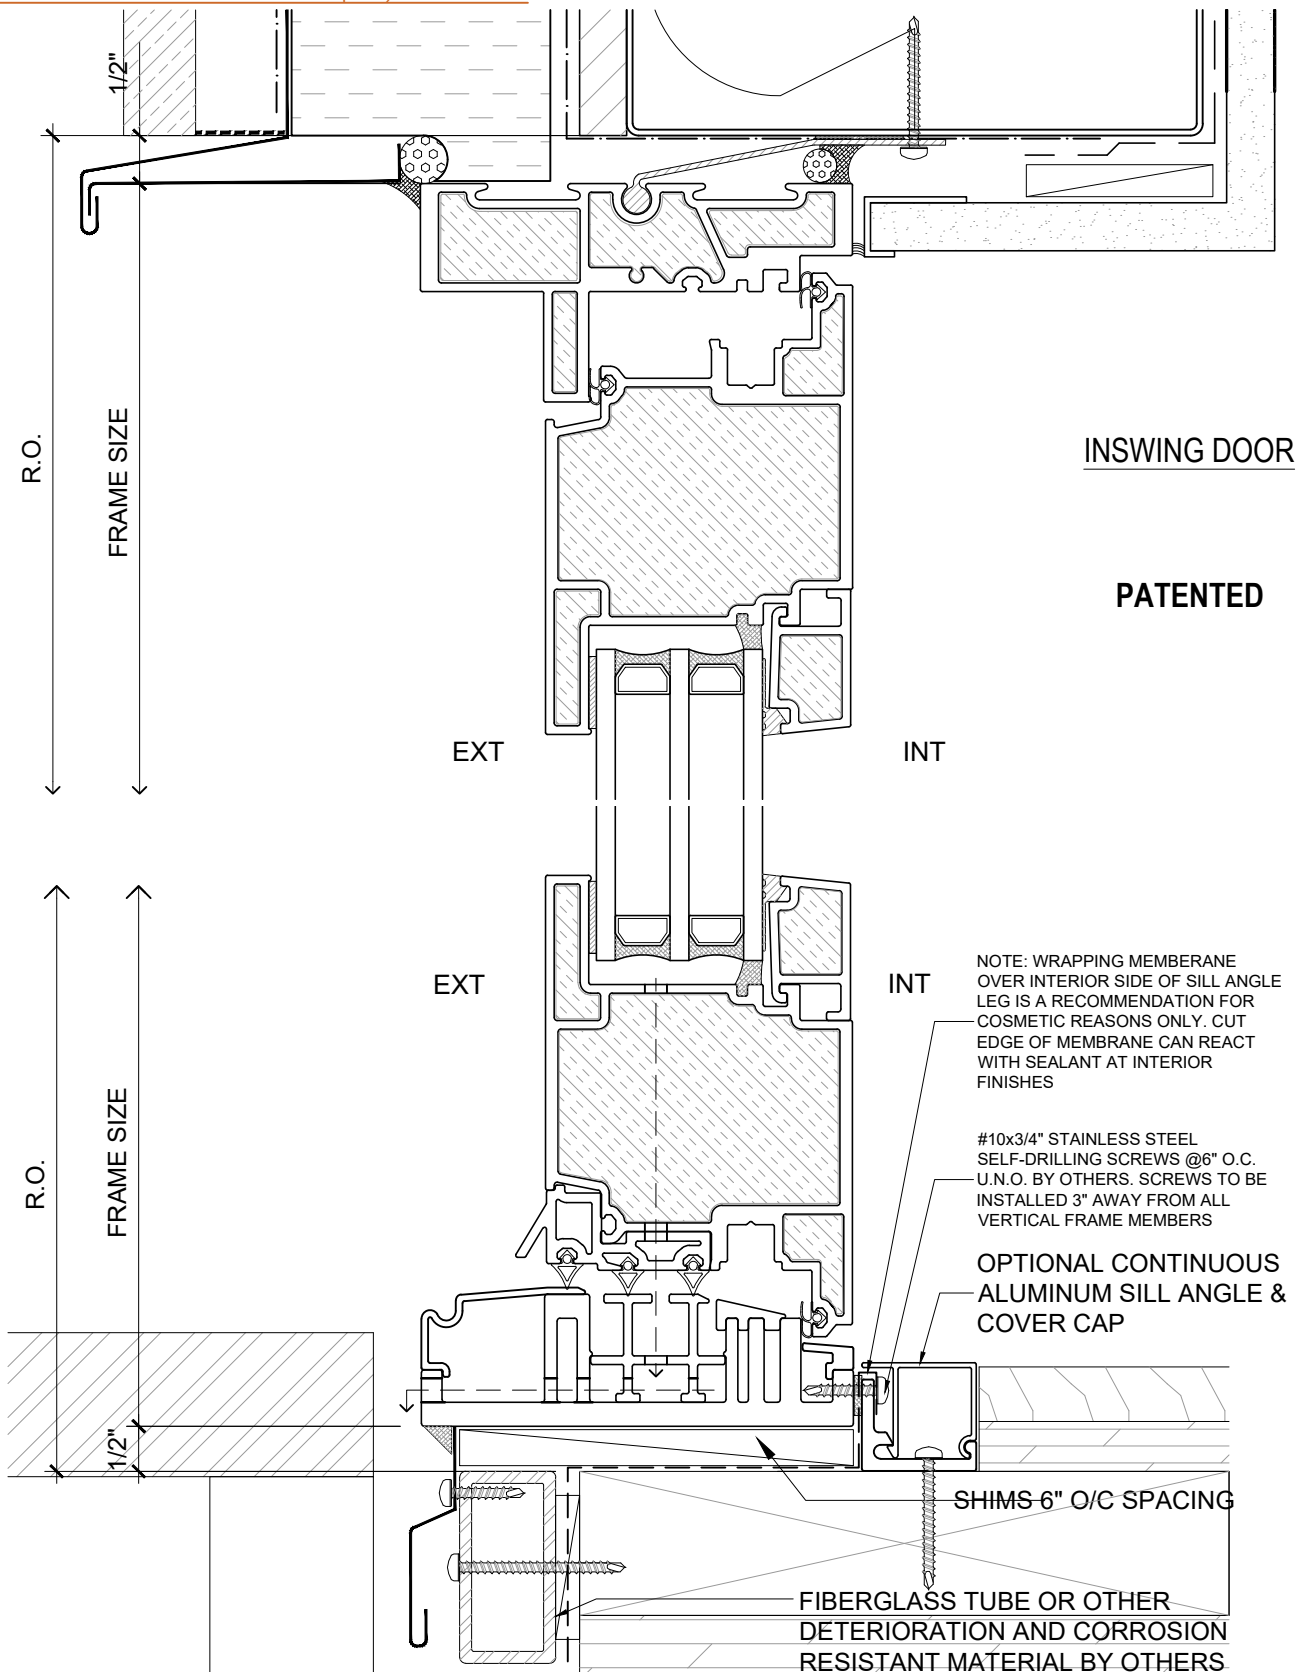 1/2"
R.O.
FRAME SIZE
INSWING DOOR
PATENTED
EXT
INT
EXT
INT
NOTE: WRAPPING MEMBERANE
OVER INTERIOR SIDE OF SILL ANGLE
LEG IS A RECOMMENDATION FOR
COSMETIC REASONS ONLY. CUT
EDGE OF MEMBRANE CAN REACT
WITH SEALANT AT INTERIOR
FINISHES
R.O.
FRAME SIZE
#10x3/4" STAINLESS STEEL
SELF-DRILLING SCREWS @6" O.C.
U.N.O. BY OTHERS. SCREWS TO BE
INSTALLED 3" AWAY FROM ALL
VERTICAL FRAME MEMBERS
OPTIONAL CONTINUOUS
ALUMINUM SILL ANGLE &
COVER CAP
1/2"
SHIMS 6" O/C SPACING
FIBERGLASS TUBE OR OTHER
DETERIORATION AND CORROSION
RESISTANT MATERIAL BY OTHERS